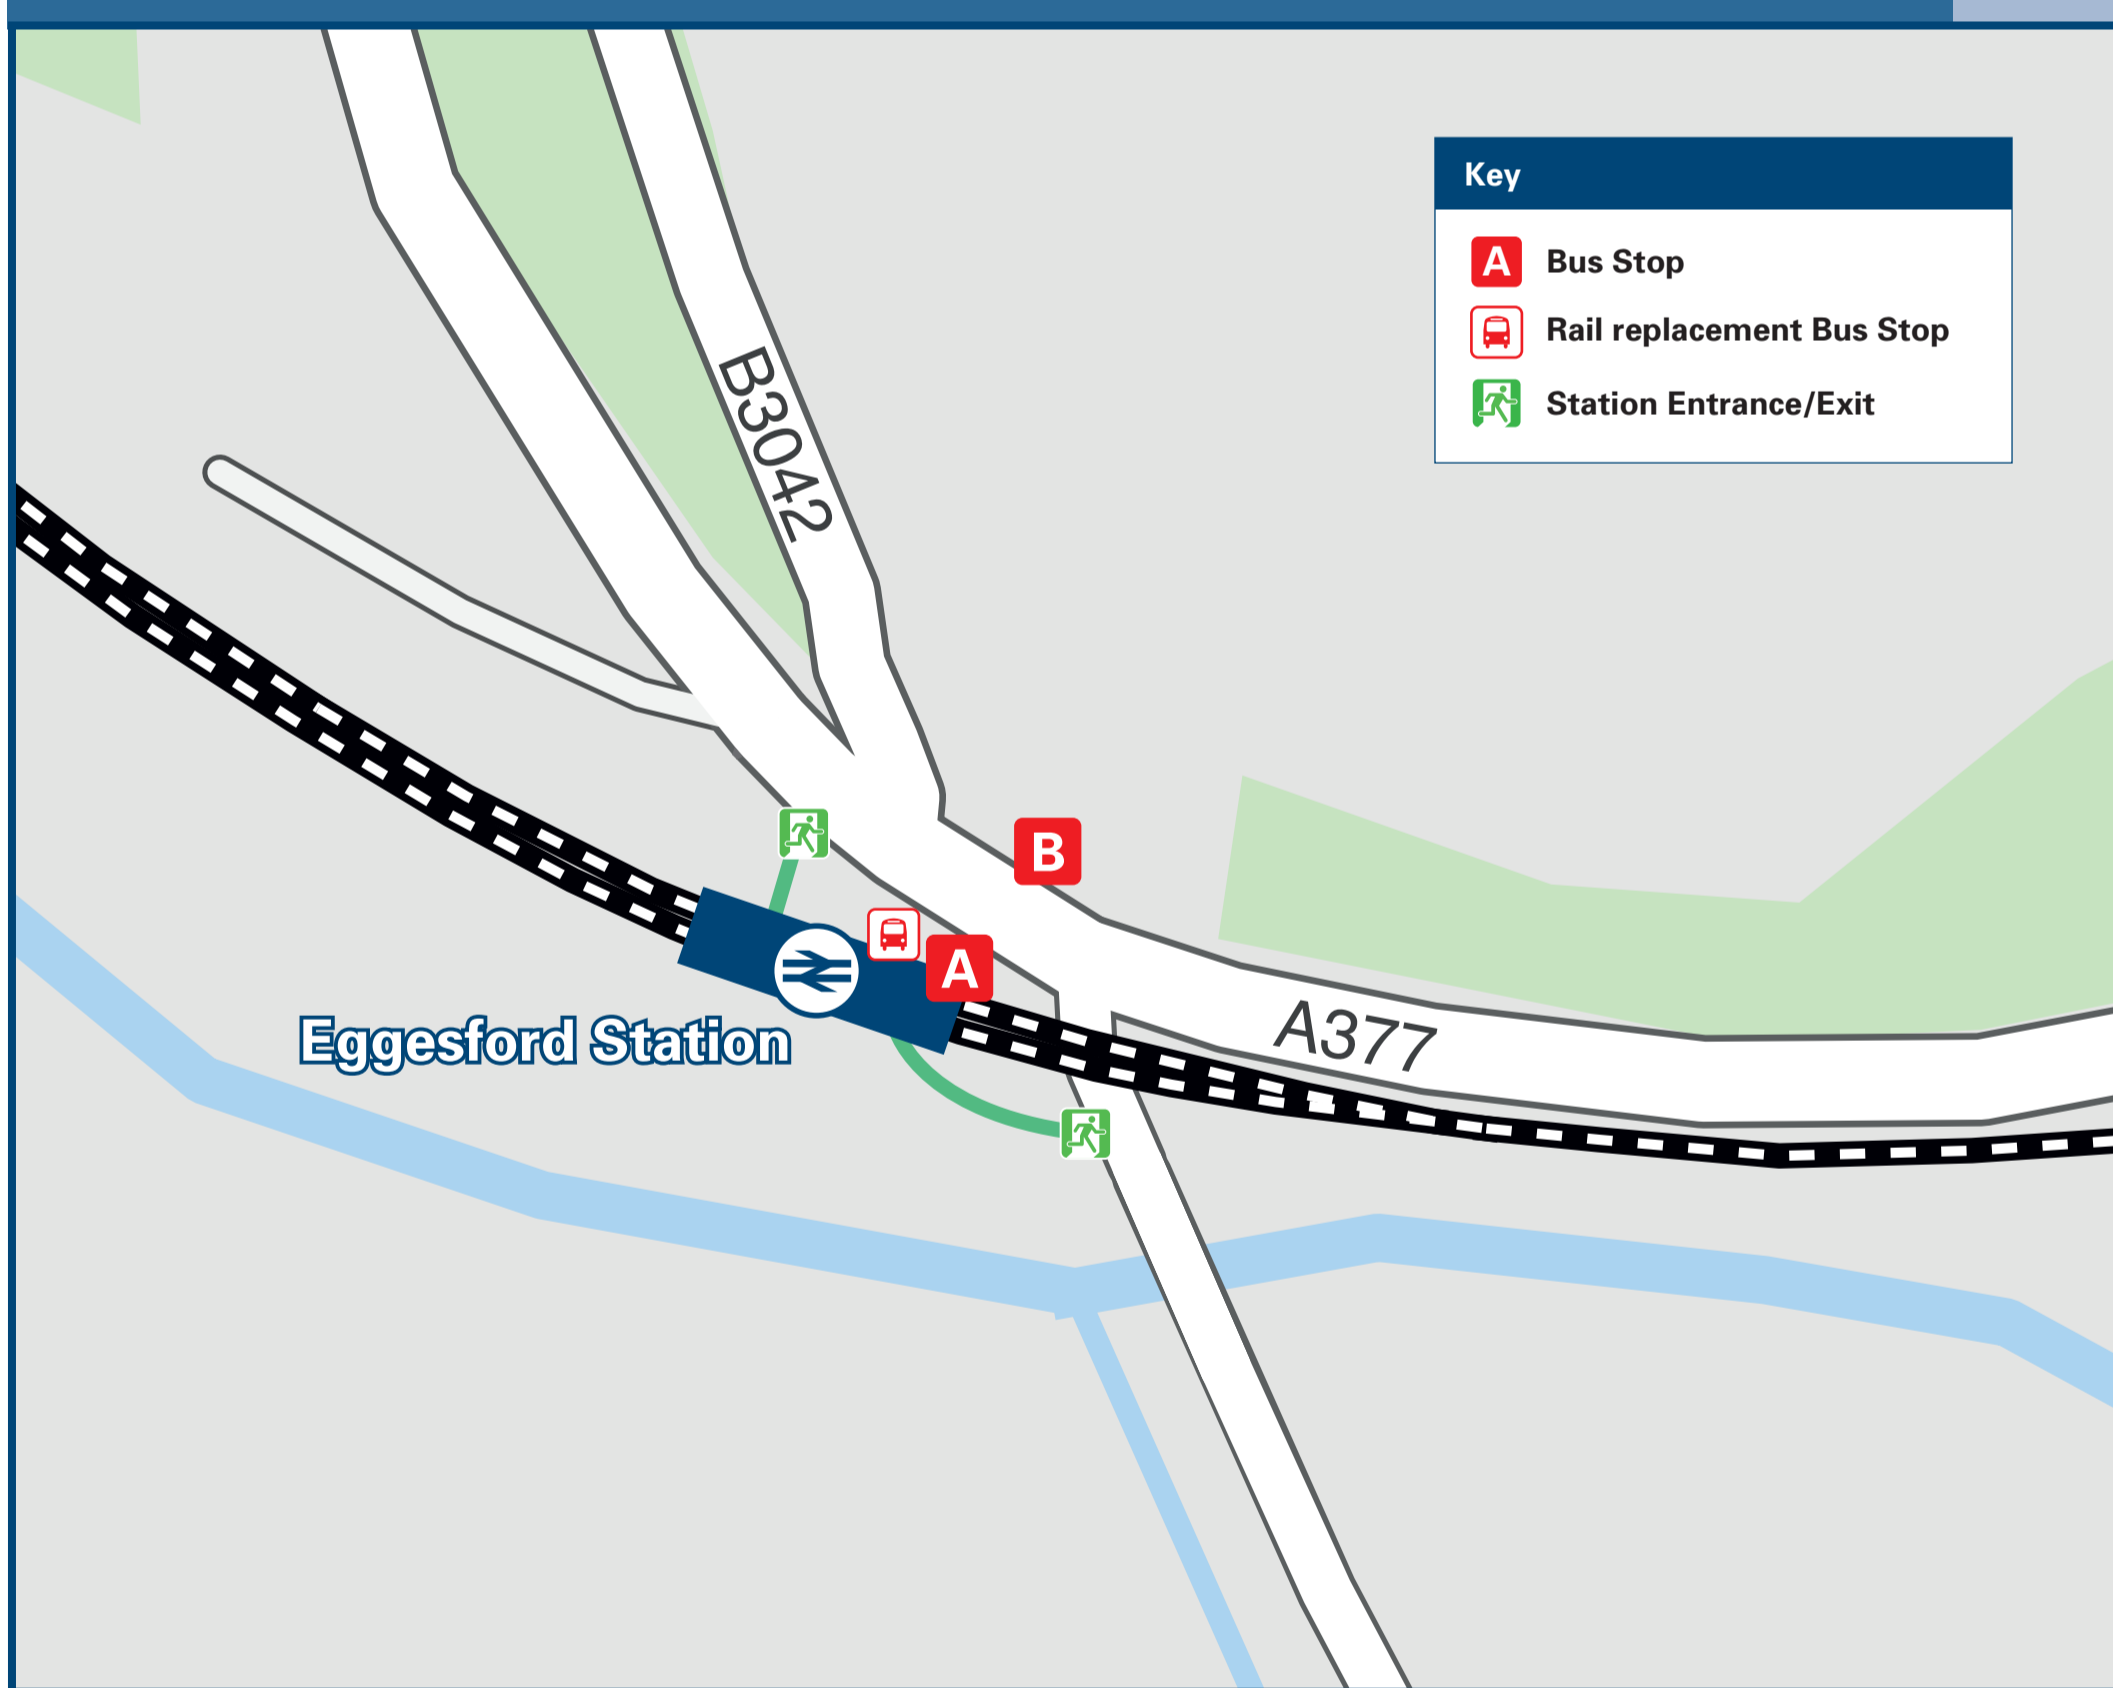 Key
A Bus Stop
Rail replacement Bus Stop
Station Entrance/Exit
B3042
B
A
A377
Eggesford Station